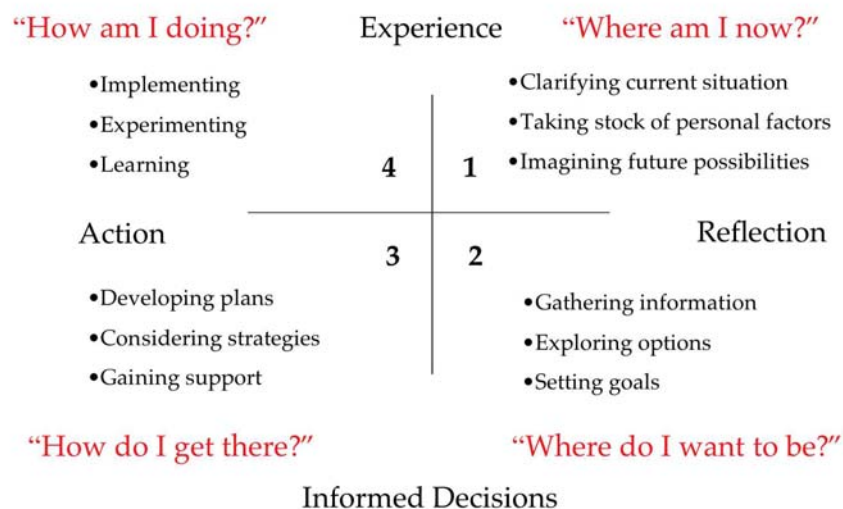 “How am I doing?”
Experience
“Where am I now?”
•Implementing
•Experimenting
•Learning
•Clarifying current situation
•Taking stock of personal factors
•Imagining future possibilities
4
1
Action
Reflection
3
2
•Developing plans
•Considering strategies
•Gaining support
•Gathering information
•Exploring options
•Setting goals
“How do I get there?”
“Where do I want to be?”
Informed Decisions